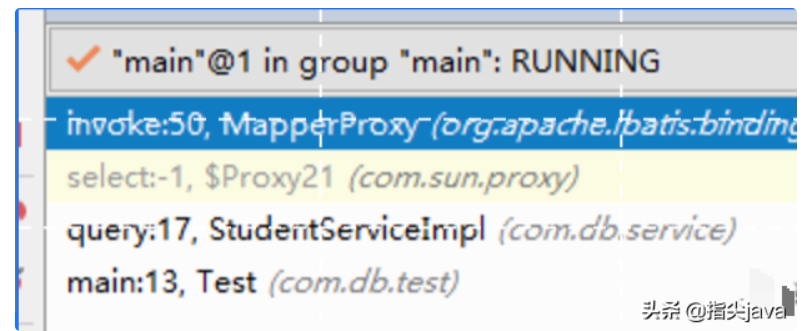 "main"@1 in group "main": RUNNING
invoke:50, MapperProxy (org.apache.ibatis.binding
select:-1, $Proxy21 (com.sun.proxy)
query:17, StudentServiceImpl (com.db.service)
main:13, Test (com.db.test)
头条 @指尖java